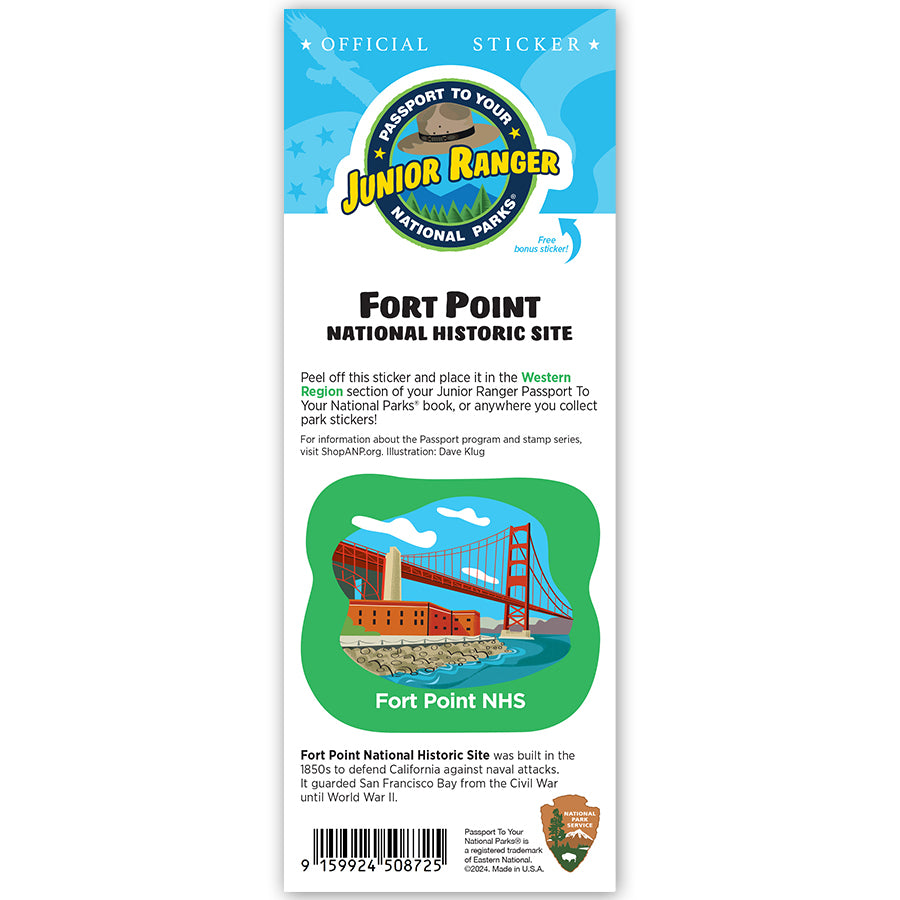 ★ OFFICIAL STICKER ★
PASSPORT TO YOUR
JUNIOR RANGER
NATIONAL PARKS®
Free
bonus sticker!
FORT POINT
NATIONAL HISTORIC SITE
Peel off this sticker and place it in the Western
Region section of your Junior Ranger Passport To
Your National Parks® book, or anywhere you collect
park stickers!
For information about the Passport program and stamp series,
visit ShopANP.org. Illustration: Dave Klug
Fort Point NHS
Fort Point National Historic Site was built in the
1850s to defend California against naval attacks.
It guarded San Francisco Bay from the Civil War
until World War II.
9 159924 508725
Passport To Your
National Parks® is
a registered trademark
of Eastern National.
©2024. Made in U.S.A.
NATIONAL
PARK
SERVICE